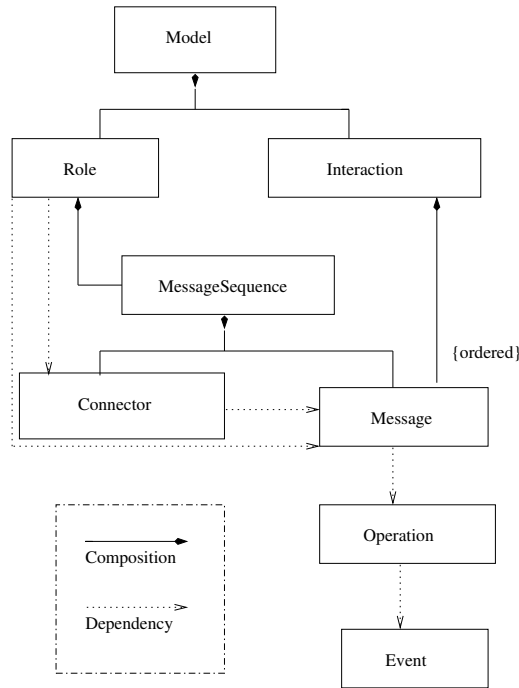 Model
Role
Interaction
MessageSequence
{ordered}
Connector
Message
Composition
Operation
Dependency
Event